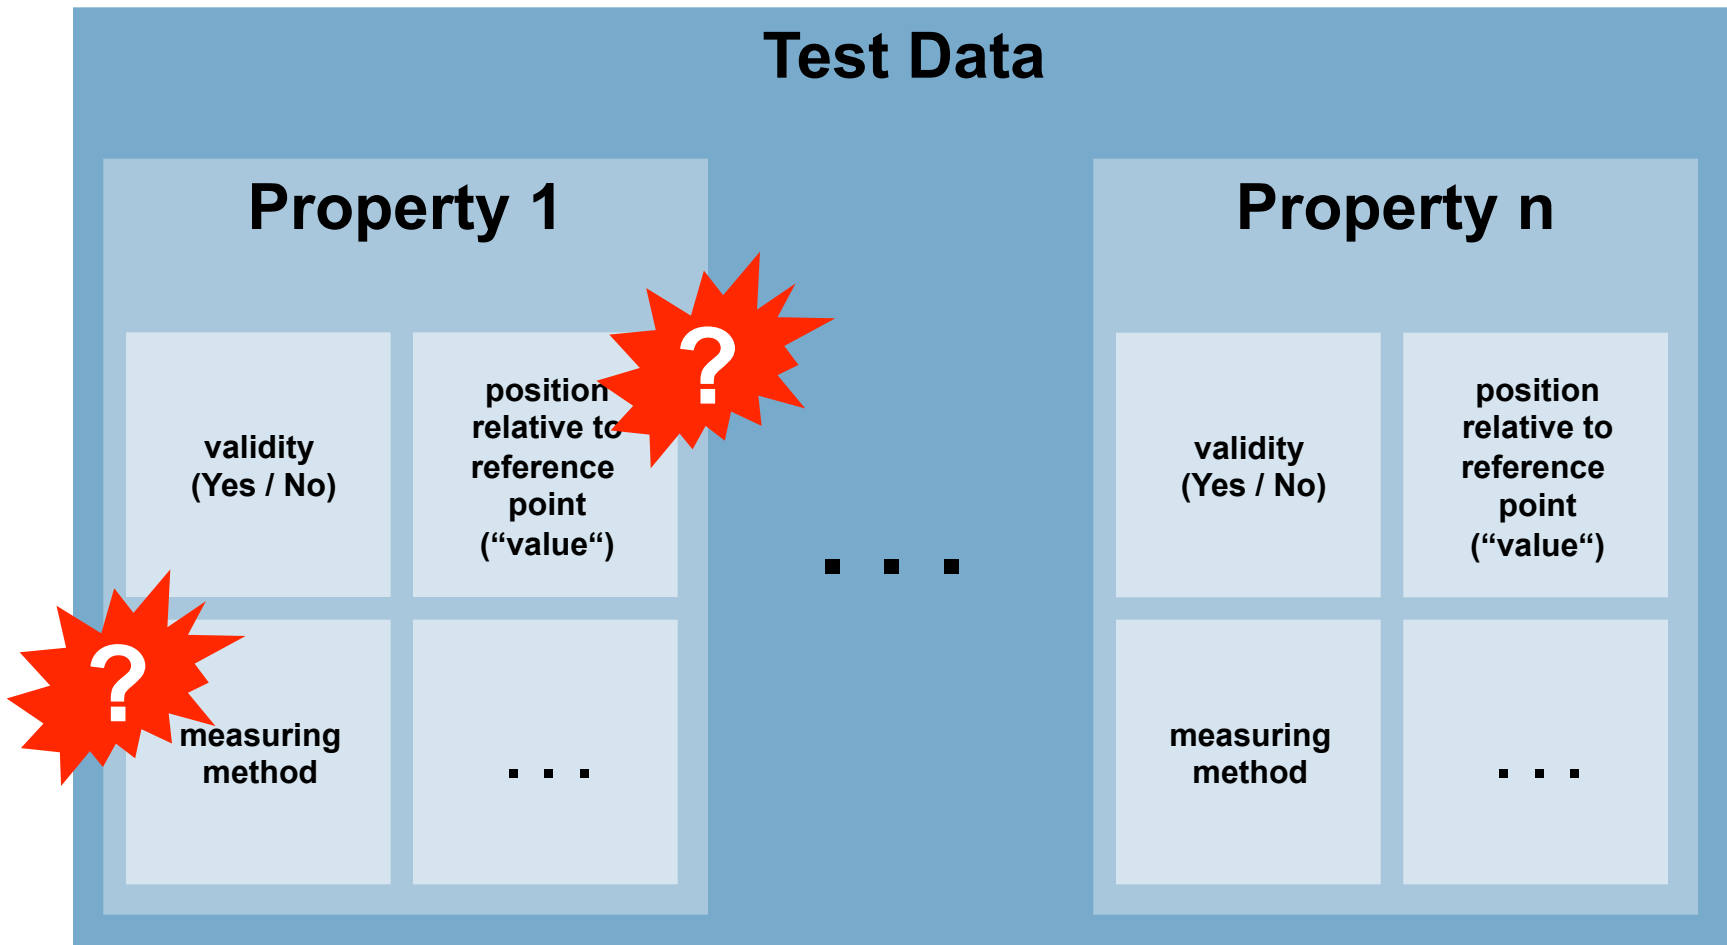 Test Data
Property 1
validity
(Yes / No)
position
relative to
reference
point
(“value“)
?
?
measuring
method
. . .
. . .
Property n
validity
(Yes / No)
position
relative to
reference
point
(“value“)
measuring
method
. . .